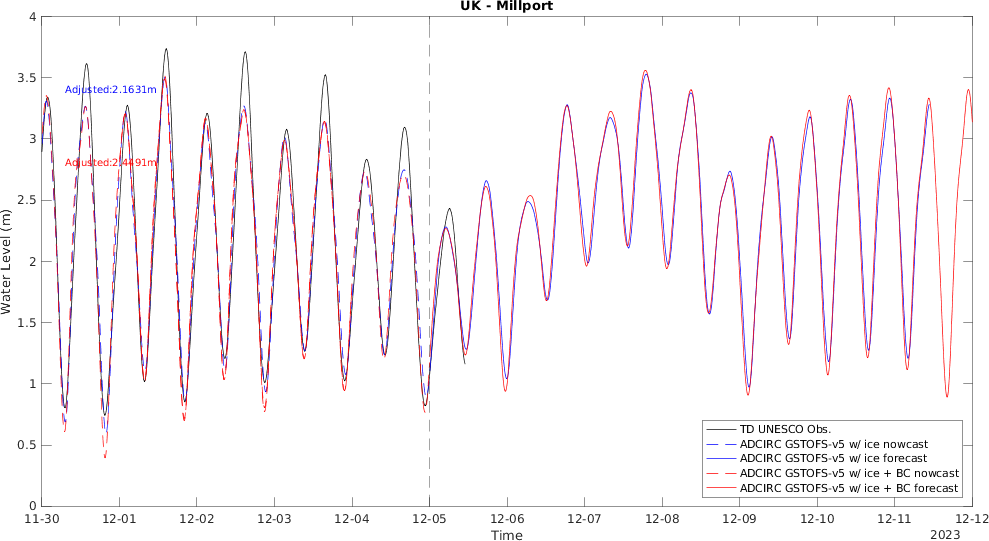 UK - Millport
4
3.5
3
2.5
2
1.5
1
0.5
0
Water Level (m)
Adjusted:2.1631m
Adjusted:2.4491m
TD UNESCO Obs.
ADCIRC GSTOFS-v5 w/ ice nowcast
ADCIRC GSTOFS-v5 w/ ice forecast
ADCIRC GSTOFS-v5 w/ ice + BC nowcast
ADCIRC GSTOFS-v5 w/ ice + BC forecast
11-30 12-01 12-02 12-03 12-04 12-05 12-06 12-07 12-08 12-09 12-10 12-11 12-12
Time
2023